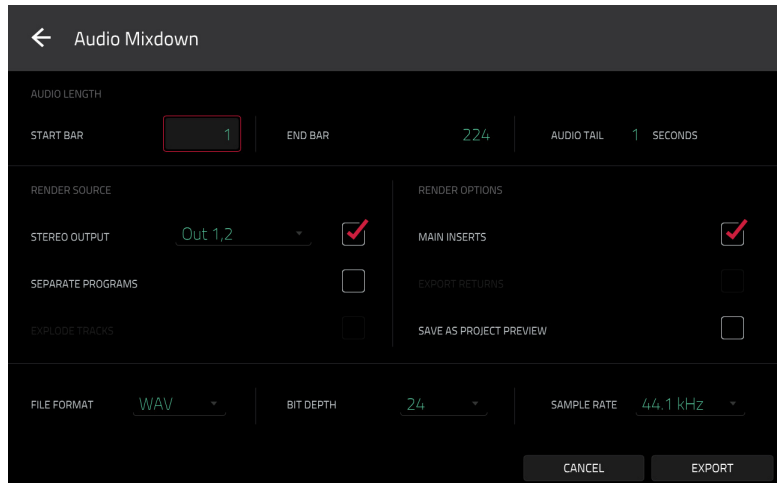 Audio Mixdown
AUDIO LENGTH
START BAR 1 END BAR 224 AUDIO TAIL 1 SECONDS
RENDER SOURCE RENDER OPTIONS
STEREO OUTPUT Out 1,2 MAIN INSERTS
SEPARATE PROGRAMS EXPORT RETURNS
EXPLODE TRACKS SAVE AS PROJECT PREVIEW
FILE FORMAT WAV BIT DEPTH 24 SAMPLE RATE 44.1 kHz
CANCEL EXPORT